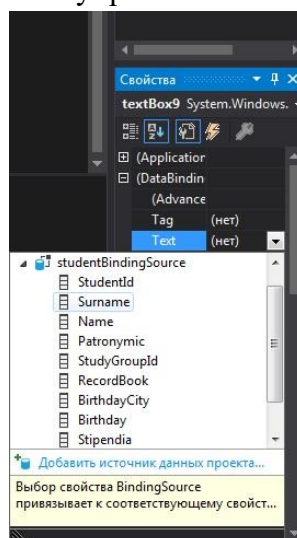 Свойства
textBox9 System.Windows.
(Application
(DataBindin
(Advance
Tag (нет)
Text (нет)
studentBindingSource
StudentId
Surname
Name
Patronymic
StudyGroupId
RecordBook
BirthdayCity
Birthday
Stipendia
Добавить источник данных проекта...
Выбор свойства BindingSource
привязывает к соответствующему свойст...